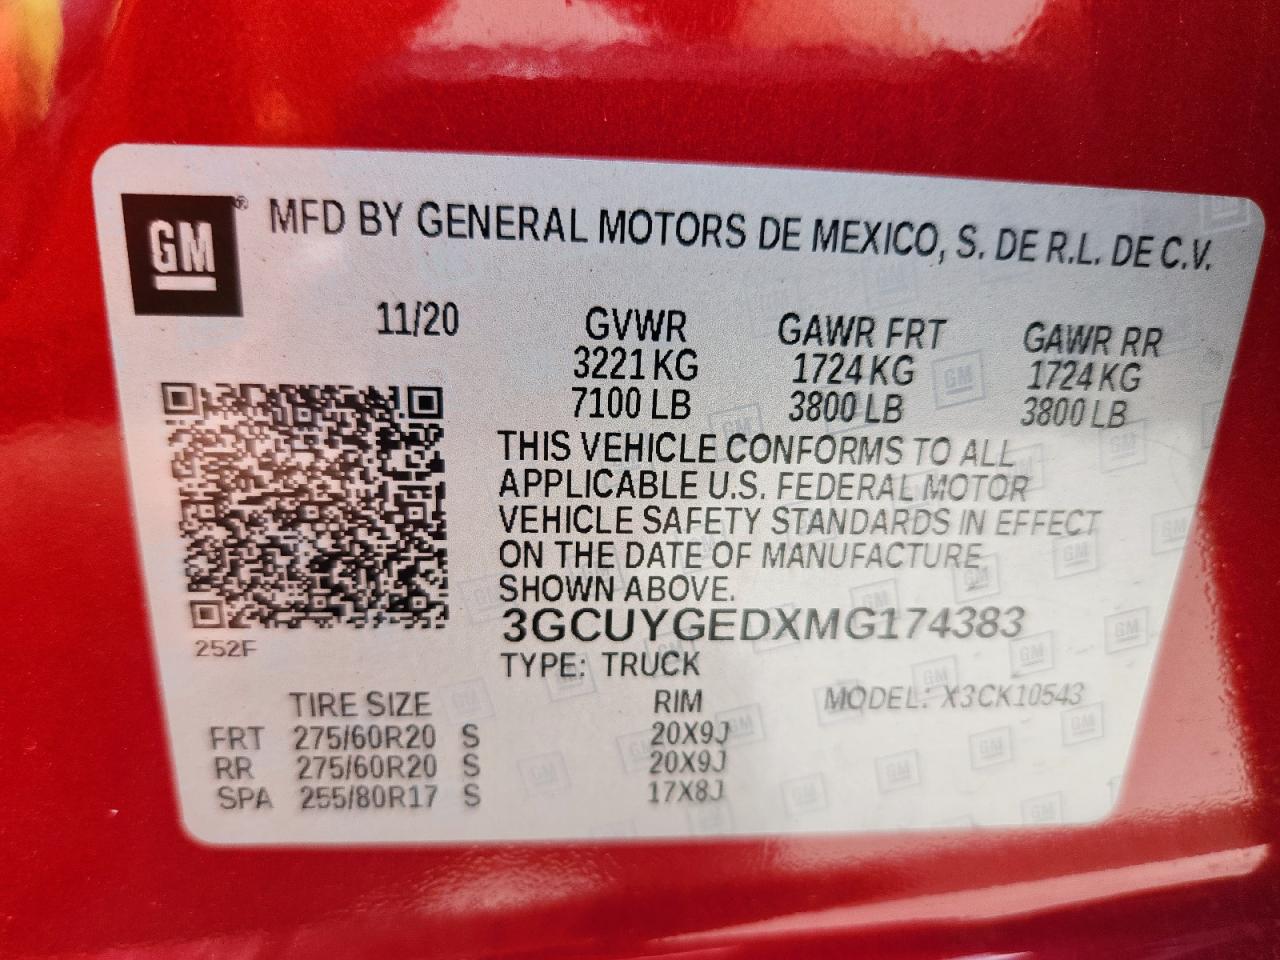 GM® MFD BY GENERAL MOTORS DE MEXICO, S. DE R.L. DE C.V.
11/20 GVWR GAWR FRT GAWR RR
3221 KG 1724 KG 1724 KG
7100 LB 3800 LB 3800 LB
THIS VEHICLE CONFORMS TO ALL
APPLICABLE U.S. FEDERAL MOTOR
VEHICLE SAFETY STANDARDS IN EFFECT
ON THE DATE OF MANUFACTURE
SHOWN ABOVE.
3GCUYGEDXMG174383
252F
TYPE: TRUCK
TIRE SIZE RIM MODEL: X3CK10543
FRT 275/60R20 S 20X9J
RR 275/60R20 S 20X9J
SPA 255/80R17 S 17X8J